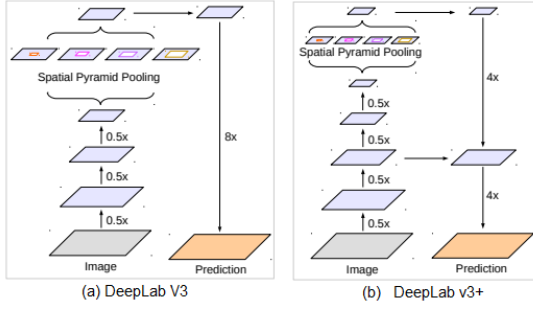 Spatial Pyramid Pooling
0.5x
0.5x
0.5x
8x
Image
Prediction
(a) DeepLab V3
Spatial Pyramid Pooling
0.5x
0.5x
0.5x
0.5x
4x
4x
Image
Prediction
(b) DeepLab v3+